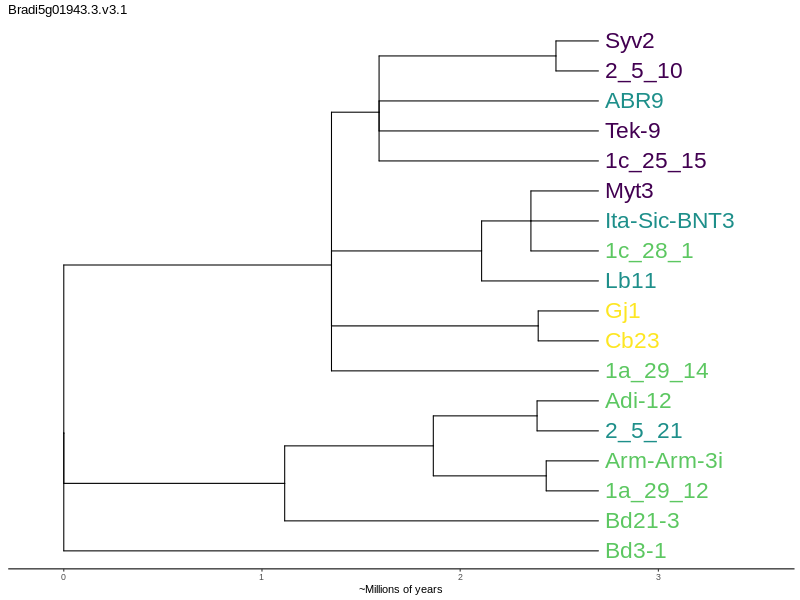 Bradi5g01943.3.v3.1
Syv2
2_5_10
ABR9
Tek-9
1c_25_15
Myt3
Ita-Sic-BNT3
1c_28_1
Lb11
Gj1
Cb23
1a_29_14
Adi-12
2_5_21
Arm-Arm-3i
1a_29_12
Bd21-3
Bd3-1
0 1 2 3
~Millions of years